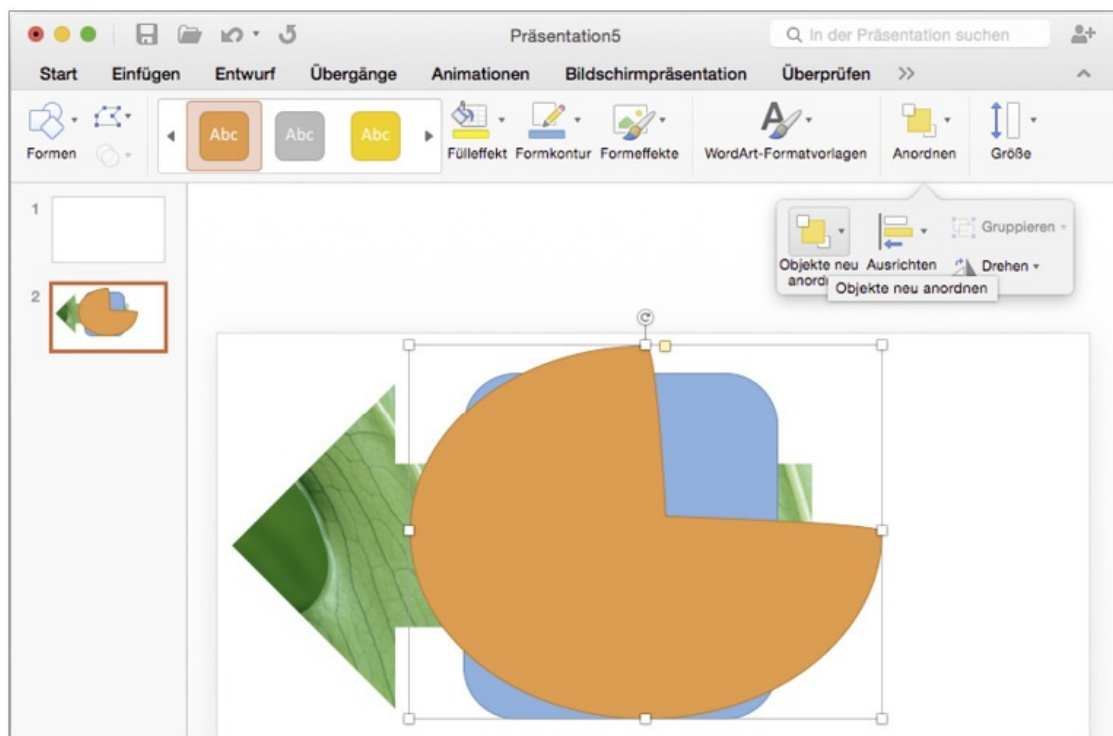 Präsentation5
In der Präsentation suchen
Start Einfügen Entwurf Übergänge Animationen Bildschirmpräsentation Überprüfen >>
Abc Abc Abc
Formen Fülleffekt Formkontur Formeffekte WordArt-Formatvorlagen Anordnen Größe
1
2
Gruppieren
Objekte neu Ausrichten Drehen
Objekte neu anordnen